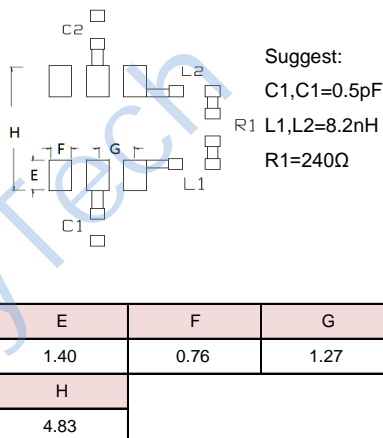 C2
Suggest:
L2
C1,C1=0.5pF
H
R1 L1,L2=8.2nH
F G
R1=240Ω
E
L1
C1
yTech
E F G
1.40 0.76 1.27
H
4.83